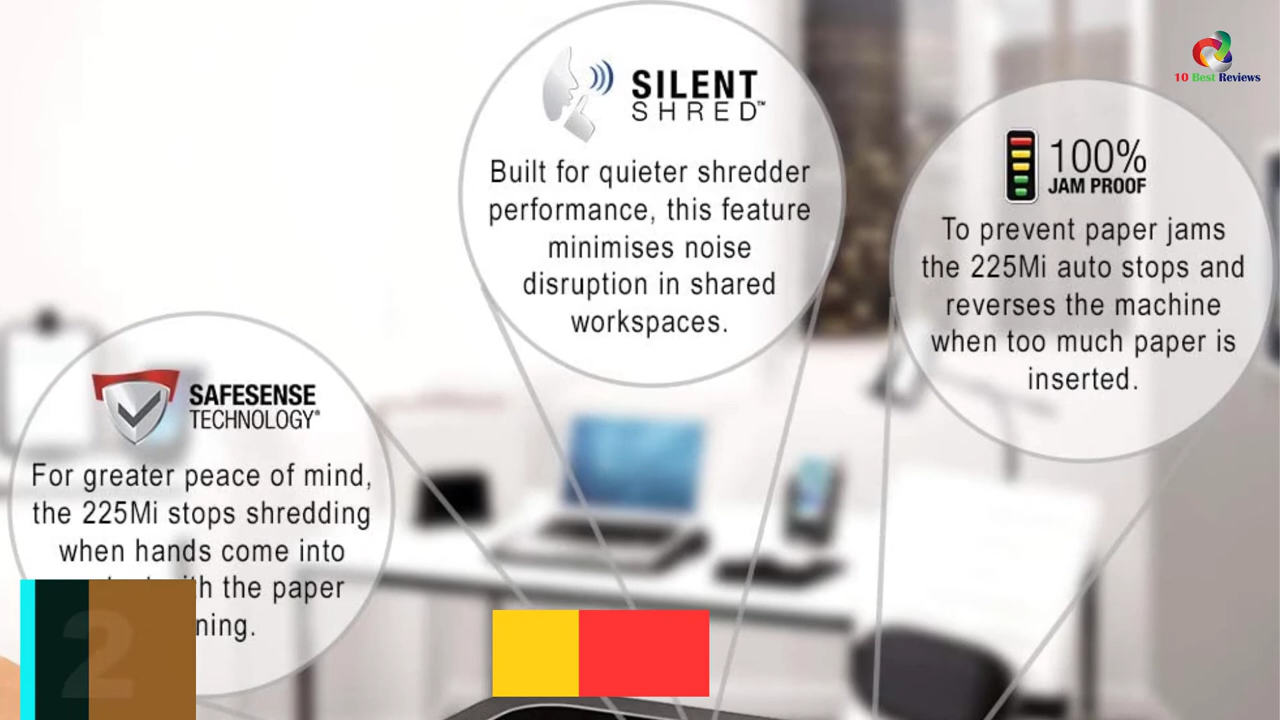 10 Best Reviews
SILENT
SHRED™
Built for quieter shredder
performance, this feature
minimises noise
disruption in shared
workspaces.
100%
JAM PROOF
To prevent paper jams
the 225Mi auto stops and
reverses the machine
when too much paper is
inserted.
SAFESENSE
TECHNOLOGY®
For greater peace of mind,
the 225Mi stops shredding
when hands come into
the paper
2